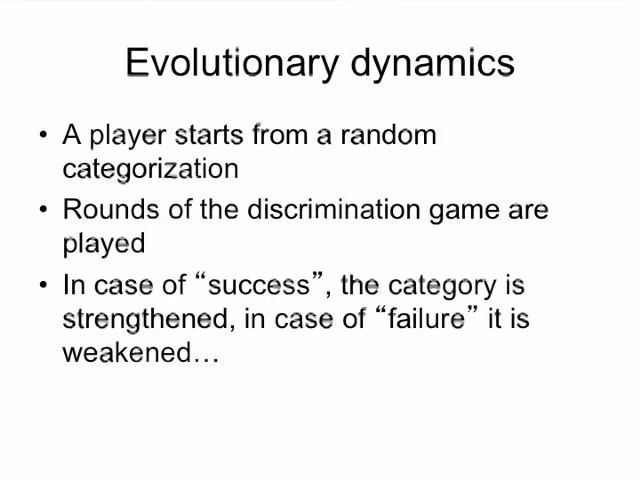 Evolutionary dynamics
• A player starts from a random
categorization
• Rounds of the discrimination game are
played
• In case of “success”, the category is
strengthened, in case of “failure” it is
weakened…